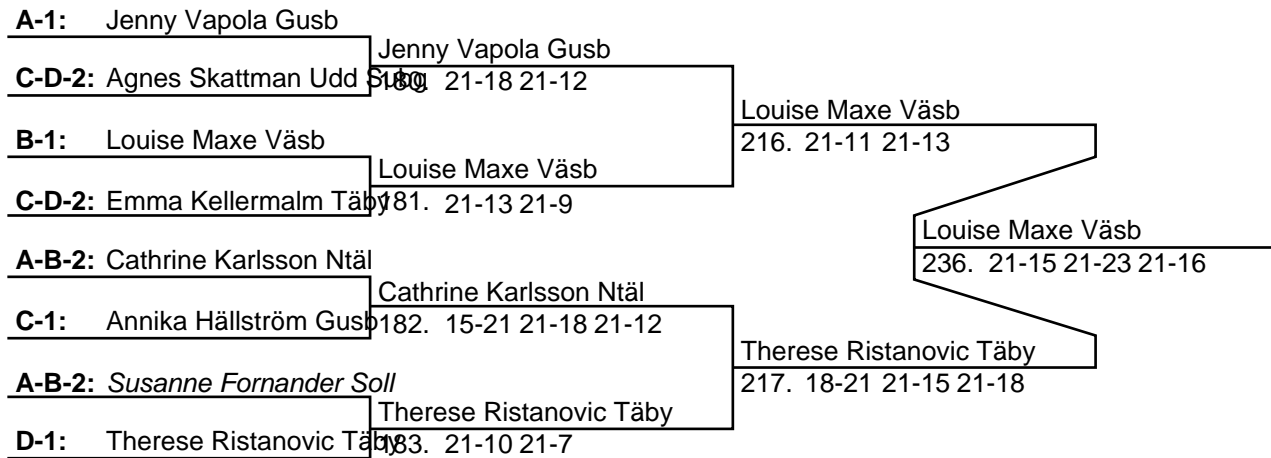 A-1: Jenny Vapola Gusb
Jenny Vapola Gusb
C-D-2: Agnes Skattman Udd Subg
180. 21-18 21-12
Louise Maxe Väsb
216. 21-11 21-13
B-1: Louise Maxe Väsb
Louise Maxe Väsb
C-D-2: Emma Kellermalm Täby
181. 21-13 21-9
Louise Maxe Väsb
236. 21-15 21-23 21-16
A-B-2: Cathrine Karlsson Ntäl
Cathrine Karlsson Ntäl
C-1: Annika Hällström Gusb
182. 15-21 21-18 21-12
Therese Ristanovic Täby
217. 18-21 21-15 21-18
A-B-2: Susanne Fornander Soll
Therese Ristanovic Täby
D-1: Therese Ristanovic Täby
183. 21-10 21-7